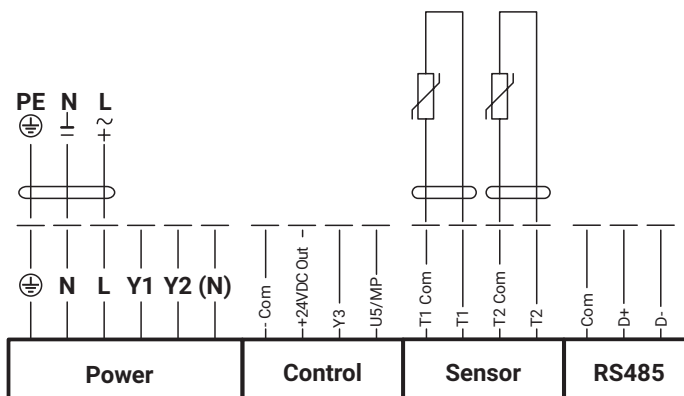 PE N L
N L Y1 Y2 (N)
- Com
+24VDC Out -
Y3
U5/MP
T1 Com
T1
T2 Com
T2
Com
D+
D-
Power Control Sensor RS485